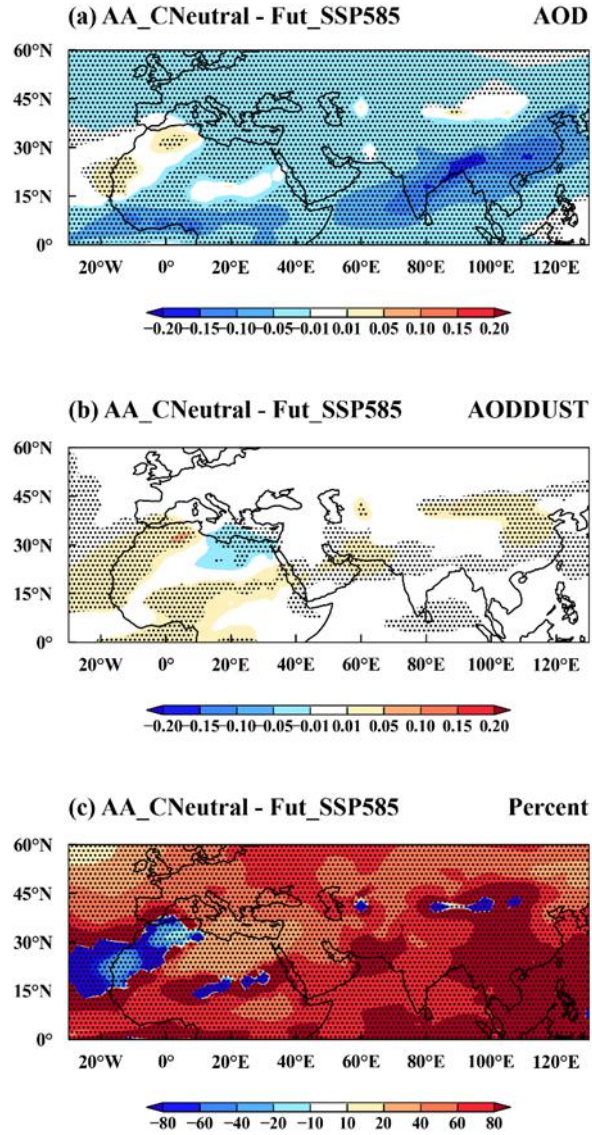 (a) AA_CNeutral - Fut_SSP585 AOD
60°N
45°N
30°N
15°N
0°
20°W 0° 20°E 40°E 60°E 80°E 100°E 120°E
−0.20 −0.15 −0.10 −0.05 −0.01 0.01 0.05 0.10 0.15 0.20
(b) AA_CNeutral - Fut_SSP585 AODDUST
60°N
45°N
30°N
15°N
0°
20°W 0° 20°E 40°E 60°E 80°E 100°E 120°E
−0.20 −0.15 −0.10 −0.05 −0.01 0.01 0.05 0.10 0.15 0.20
(c) AA_CNeutral - Fut_SSP585 Percent
60°N
45°N
30°N
15°N
0°
20°W 0° 20°E 40°E 60°E 80°E 100°E 120°E
−80 −60 −40 −20 −10 10 20 40 60 80